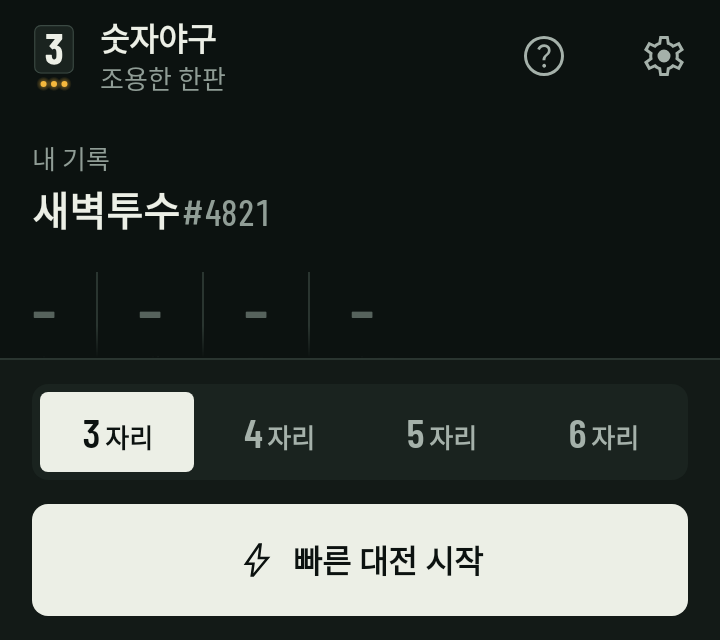 3
숫자야구
조용한 한판
내 기록
새벽투수#4821
– – – –
3 자리 4 자리 5 자리 6 자리
빠른 대전 시작